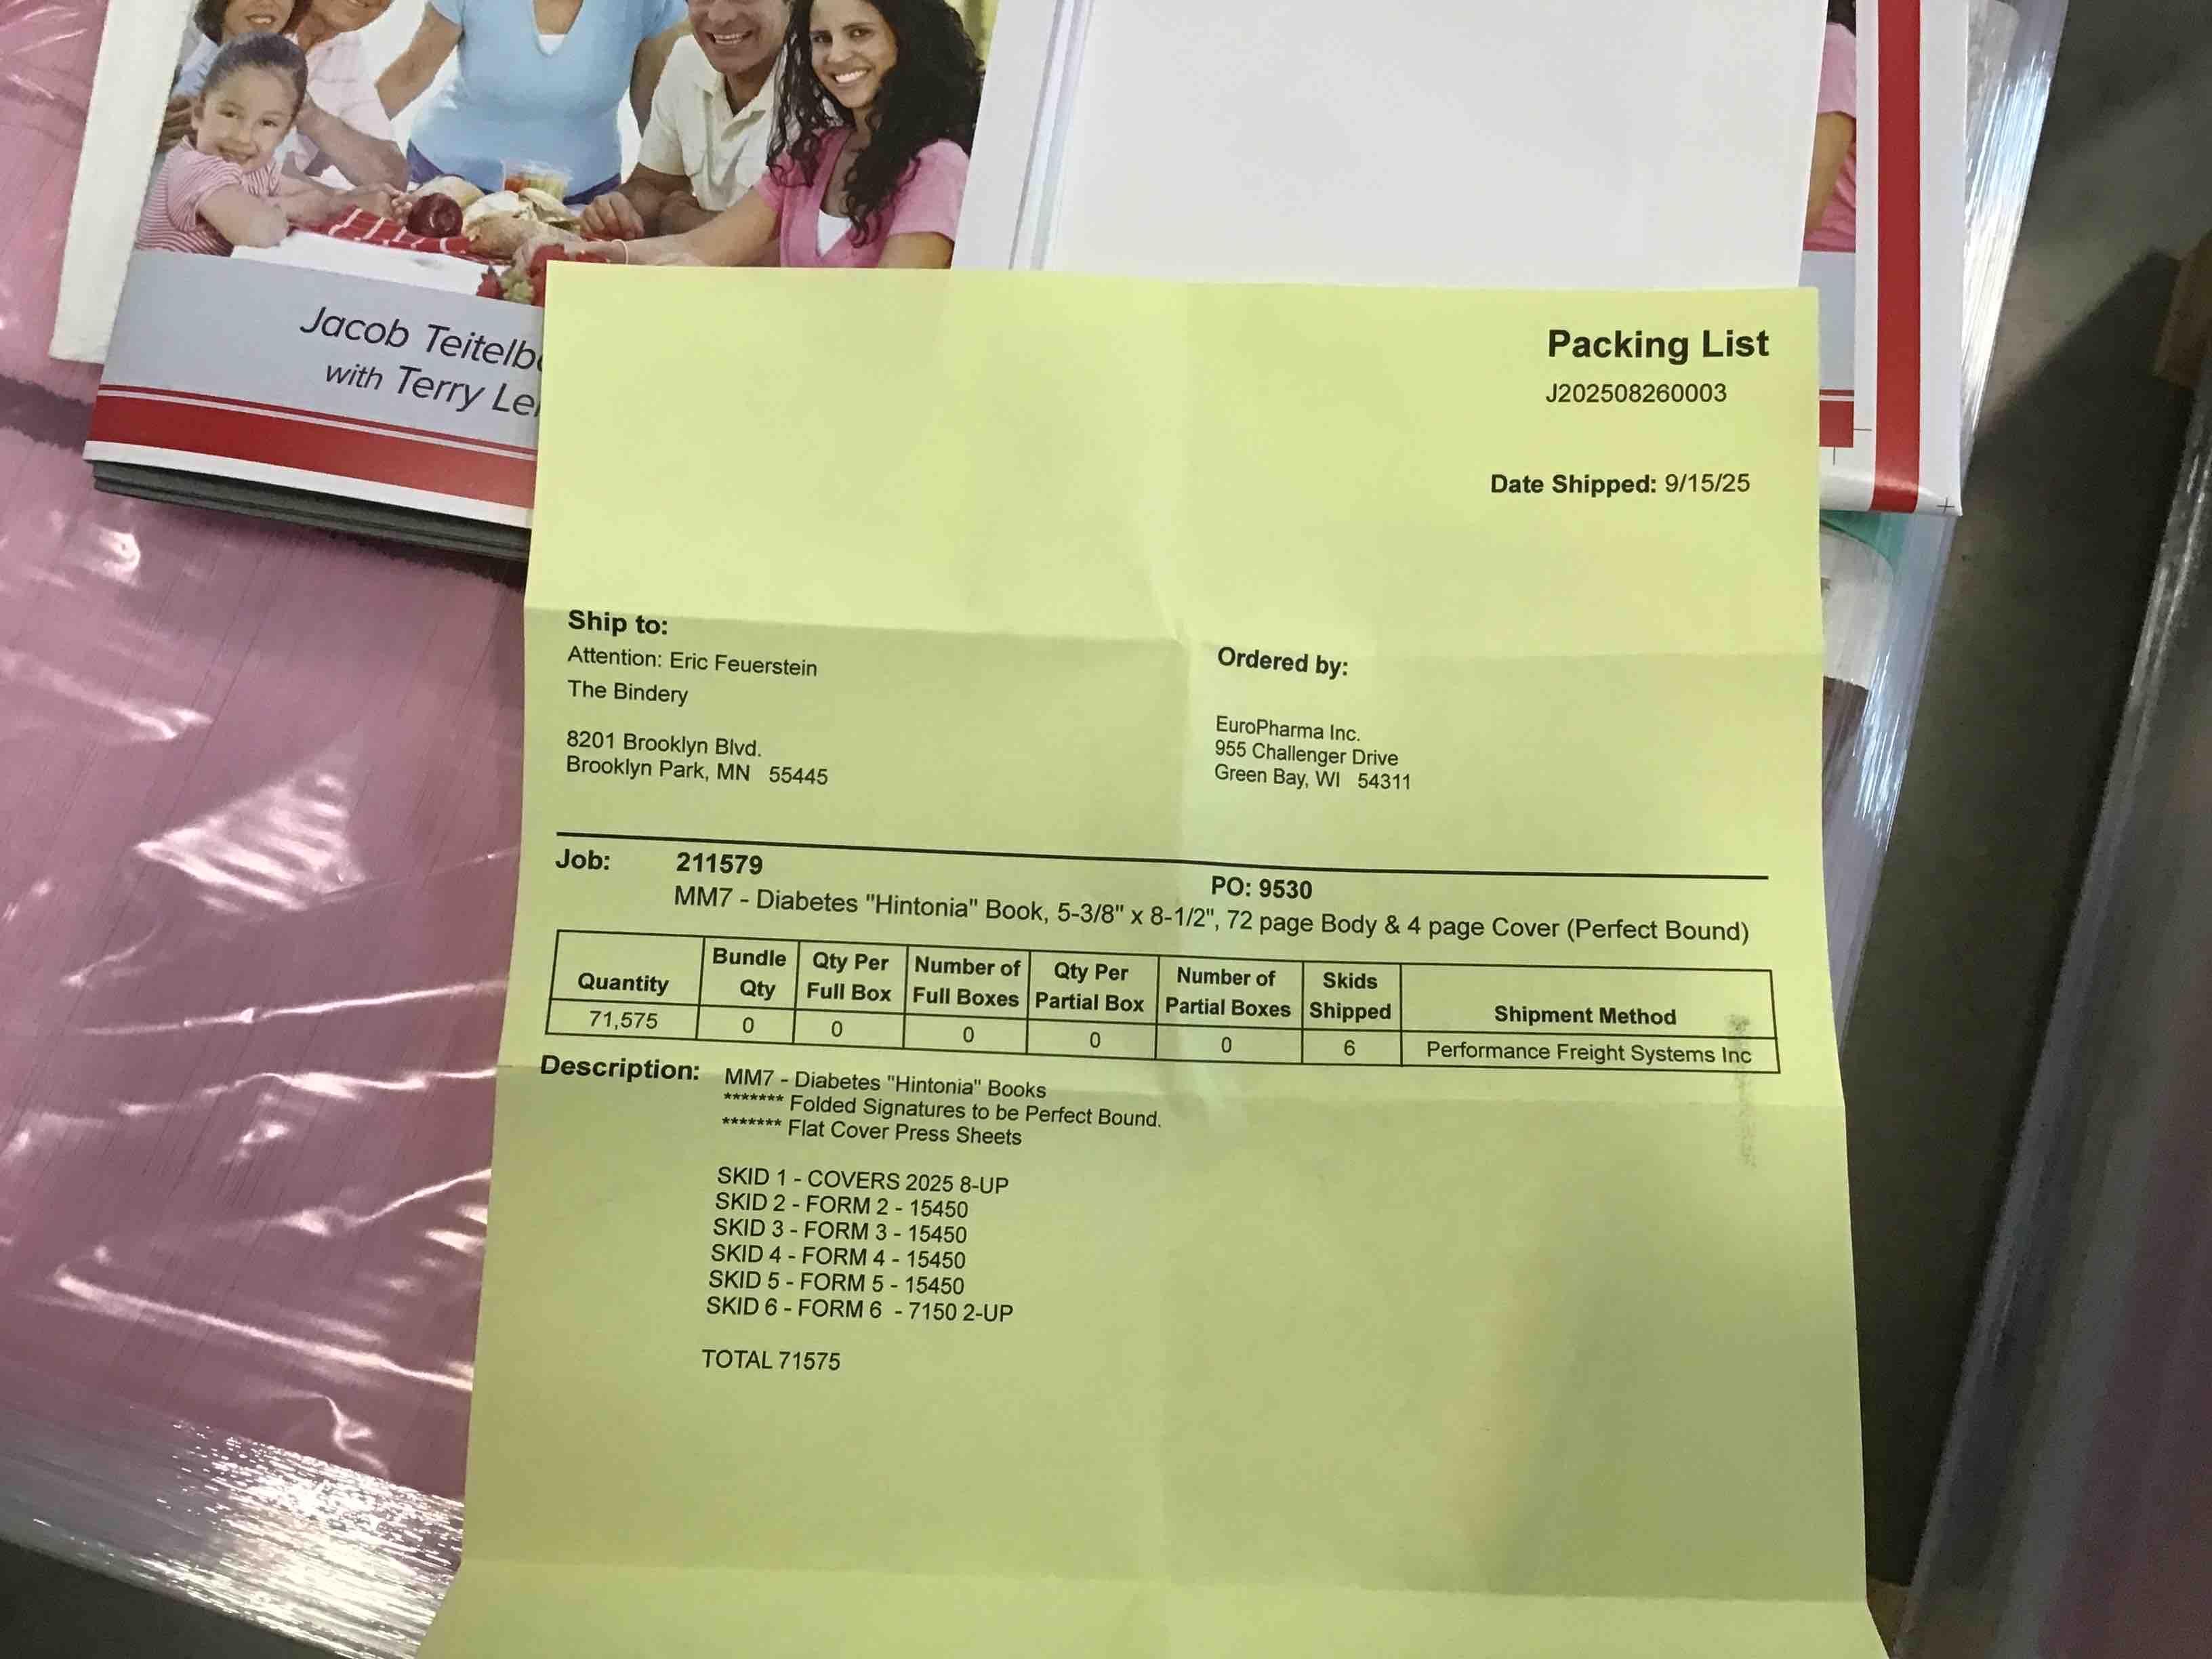 Jacob
with Terry
Packing List
J202508260003
Date Shipped: 9/15/25
Ship to:
Attention: Eric Feuerstein
The Bindery
8201 Brooklyn Blvd.
Brooklyn Park, MN 55445
Ordered by:
EuroPharma Inc.
955 Challenger Drive
Green Bay, WI 54311
Job: 211579
PO: 9530
MM7 - Diabetes "Hintonia" Book, 5-3/8" x 8-1/2", 72 page Body & 4 page Cover (Perfect Bound)
Quantity Bundle Qty Qty Per Full Box Number of Full Boxes Qty Per Partial Box Number of Partial Boxes Skids Shipped Shipment Method
71,575 0 0 0 0 0 6 Performance Freight Systems Inc
Description: MM7 - Diabetes "Hintonia" Books
******* Folded Signatures to be Perfect Bound.
******* Flat Cover Press Sheets
SKID 1 - COVERS 2025 8-UP
SKID 2 - FORM 2 - 15450
SKID 3 - FORM 3 - 15450
SKID 4 - FORM 4 - 15450
SKID 5 - FORM 5 - 15450
SKID 6 - FORM 6 - 7150 2-UP
TOTAL 71575